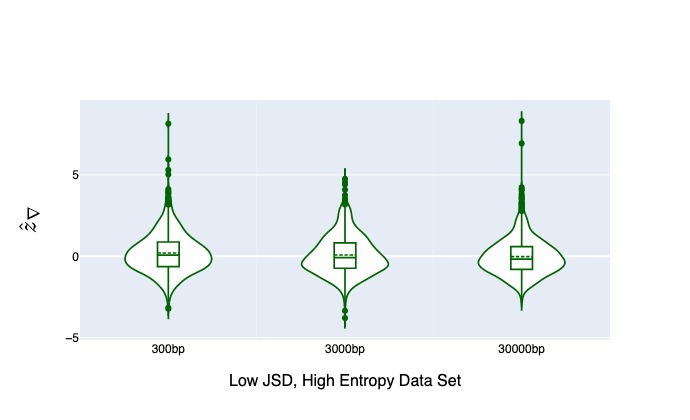 5
0
−5
ẑ∇
300bp
3000bp
30000bp
Low JSD, High Entropy Data Set